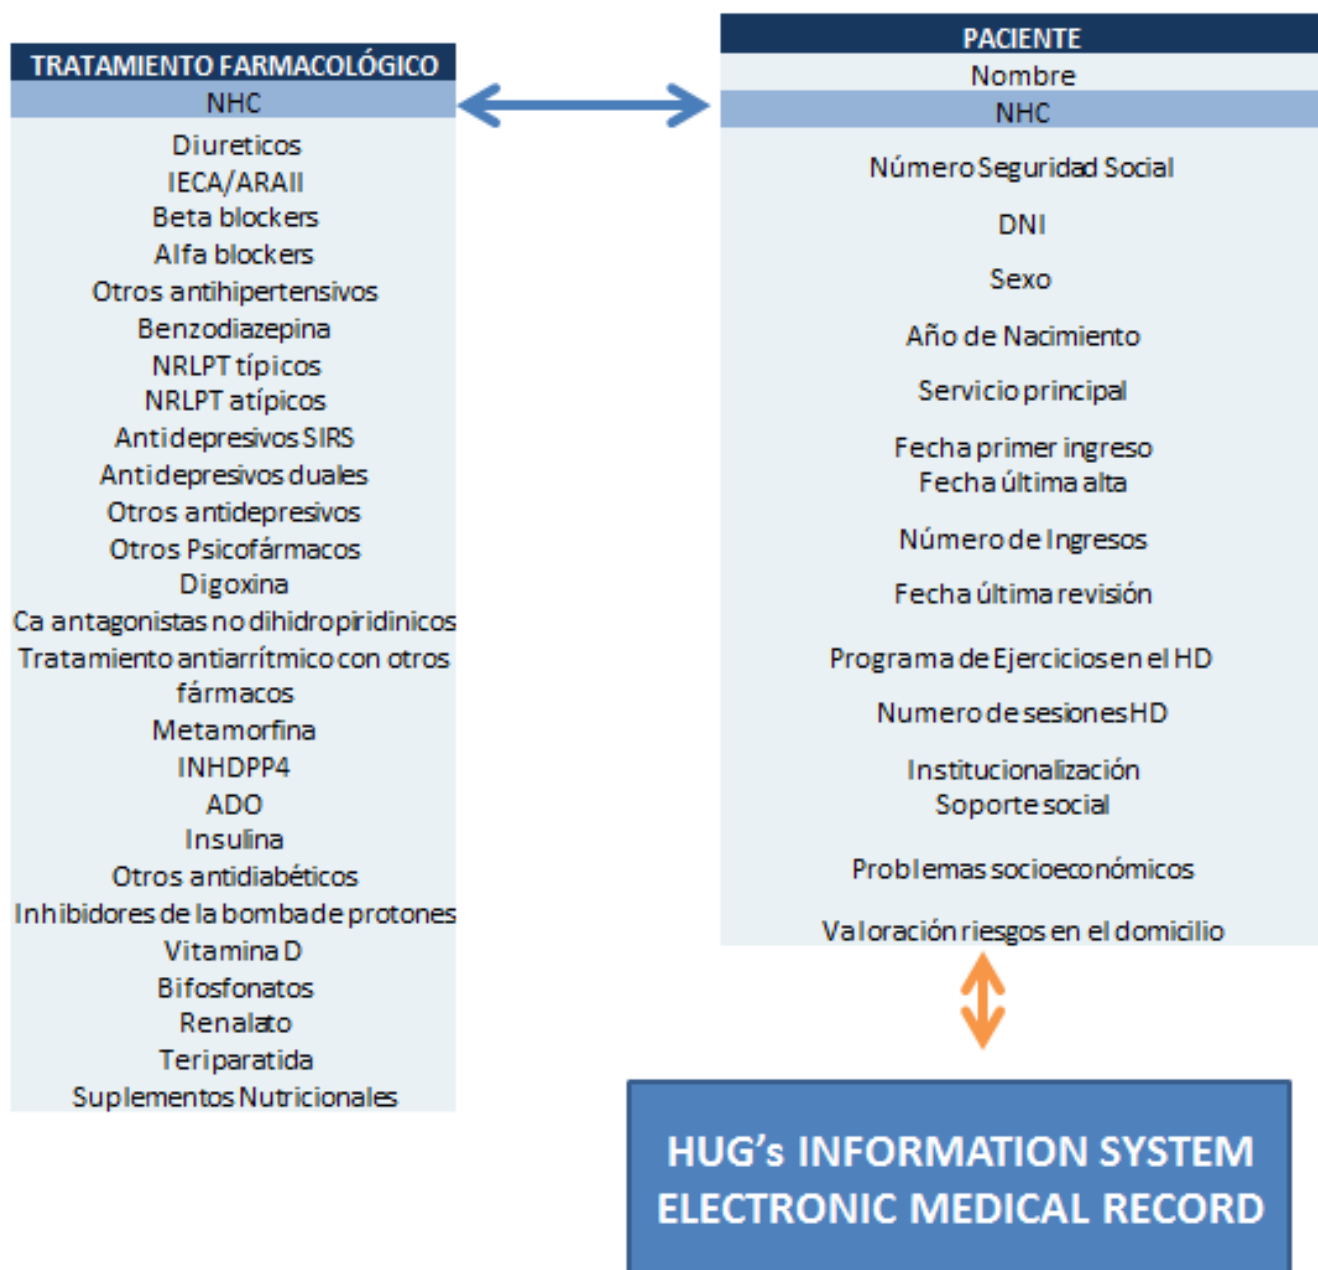 TRATAMIENTO FARMACOLÓGICO
NHC
Diureticos
IECA/ARAII
Beta blockers
Alfa blockers
Otros antihipertensivos
Benzodiazepina
NRLPT típicos
NRLPT atípicos
Antidepresivos SIRS
Antidepresivos duales
Otros antidepresivos
Otros Psicofármacos
Digoxina
Ca antagonistas no dihidropiridinicos
Tratamiento antiarrítmico con otros
fármacos
Metamorfina
INHDPP4
ADO
Insulina
Otros antidiabéticos
Inhibidores de la bomba de protones
Vitamina D
Bifosfonatos
Renalato
Teriparatida
Suplementos Nutricionales
PACIENTE
Nombre
NHC
Número Seguridad Social
DNI
Sexo
Año de Nacimiento
Servicio principal
Fecha primer ingreso
Fecha última alta
Número de Ingresos
Fecha última revisión
Programa de Ejercicios en el HD
Numero de sesiones HD
Institucionalización
Soporte social
Problemas socioeconómicos
Valoración riesgos en el domicilio
HUG's INFORMATION SYSTEM
ELECTRONIC MEDICAL RECORD